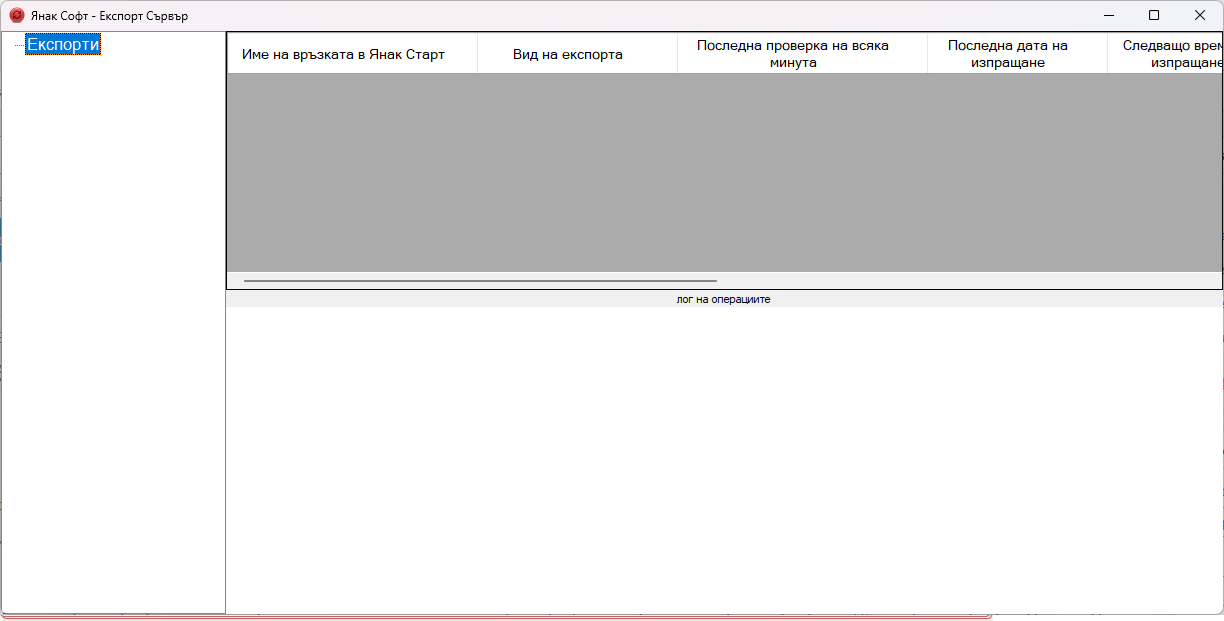 Янак Софт - Експорт Сървър
Експорти
Име на връзката в Янак Старт
Вид на експорта
Последна проверка на всяка
минута
Последна дата на
изпращане
Следващо врем
изпращане
лог на операциите